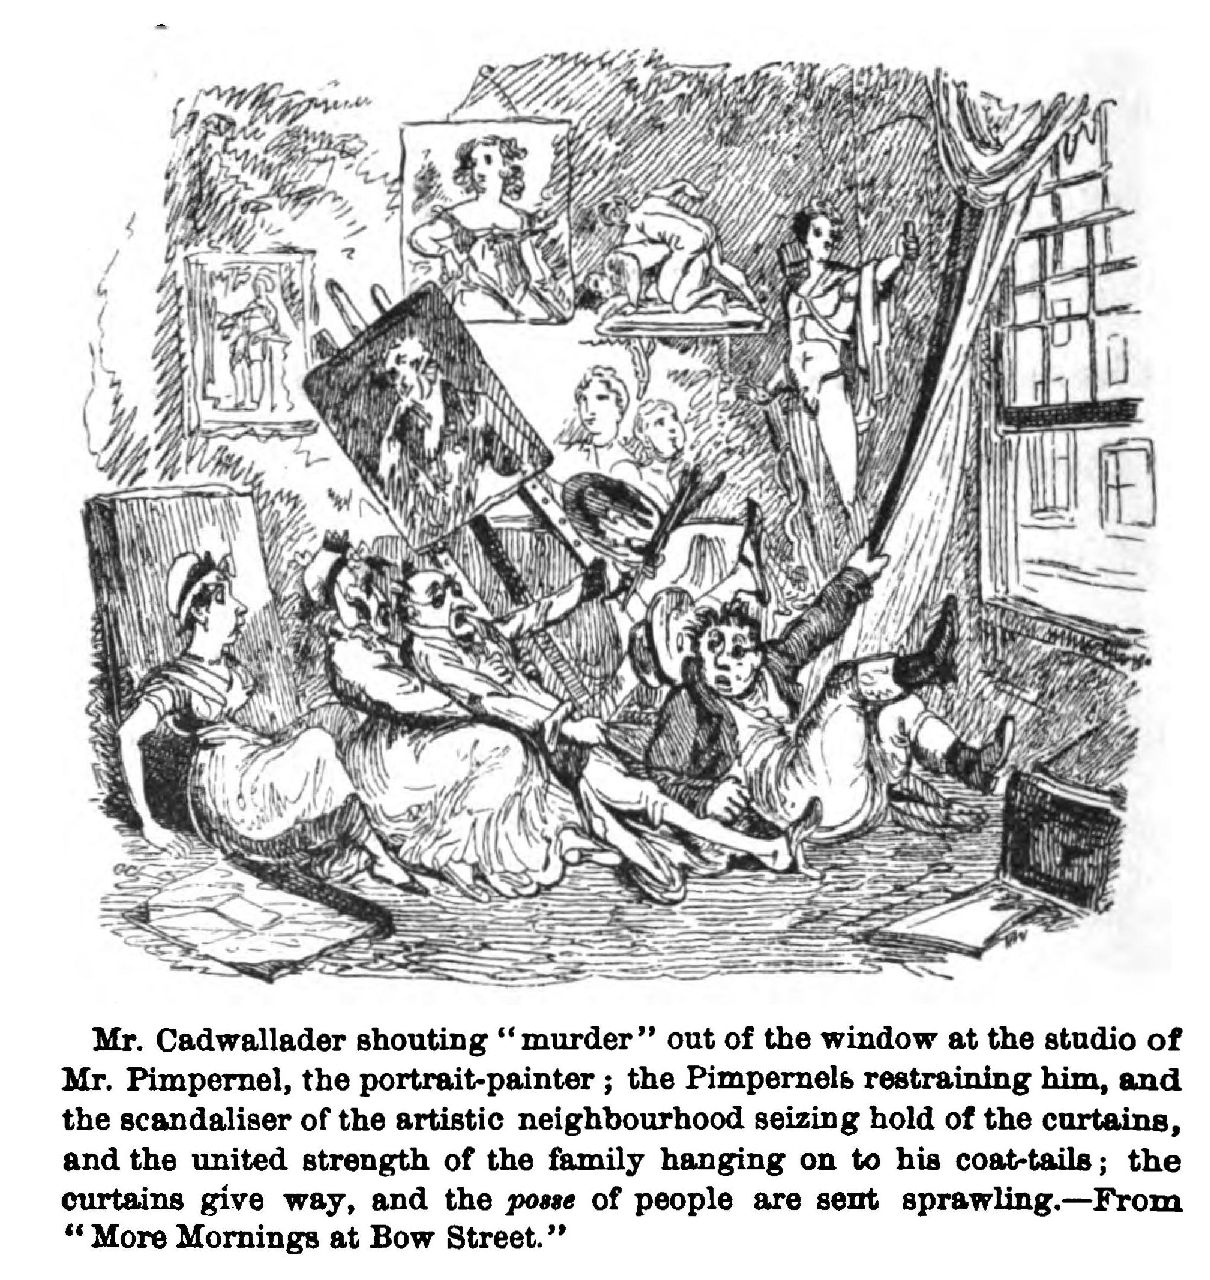 Mr. Cadwallader shouting “murder” out of the window at the studio of
Mr. Pimpernel, the portrait-painter; the Pimpernels restraining him, and
the scandaliser of the artistic neighbourhood seizing hold of the curtains,
and the united strength of the family hanging on to his coat-tails; the
curtains give way, and the posse of people are sent sprawling.—From
“More Mornings at Bow Street.”